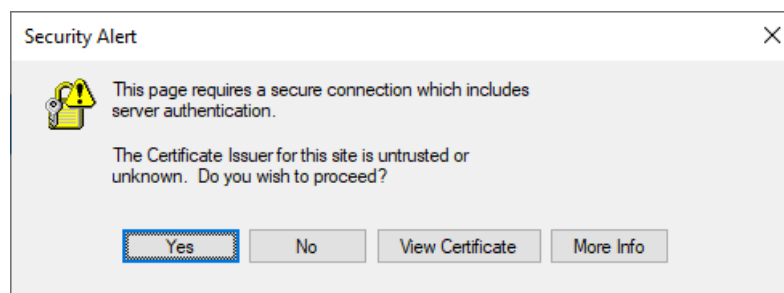 Security Alert
This page requires a secure connection which includes
server authentication.
The Certificate Issuer for this site is untrusted or
unknown.  Do you wish to proceed?
Yes
No
View Certificate
More Info